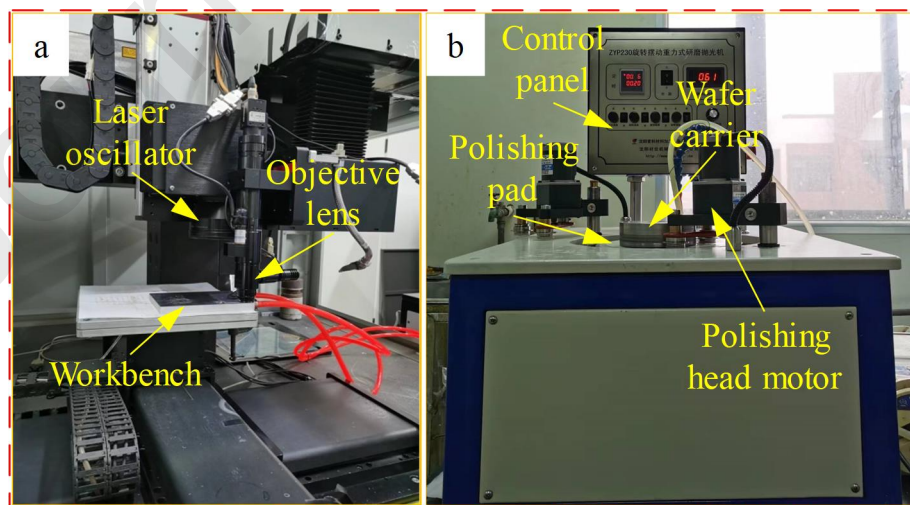 a
Laser
oscillator
Objective
lens
Workbench
b
Control
panel
ZYP230旋转摆动重力式研磨抛光机
061
Wafer
carrier
Polishing
pad
Polishing
head motor